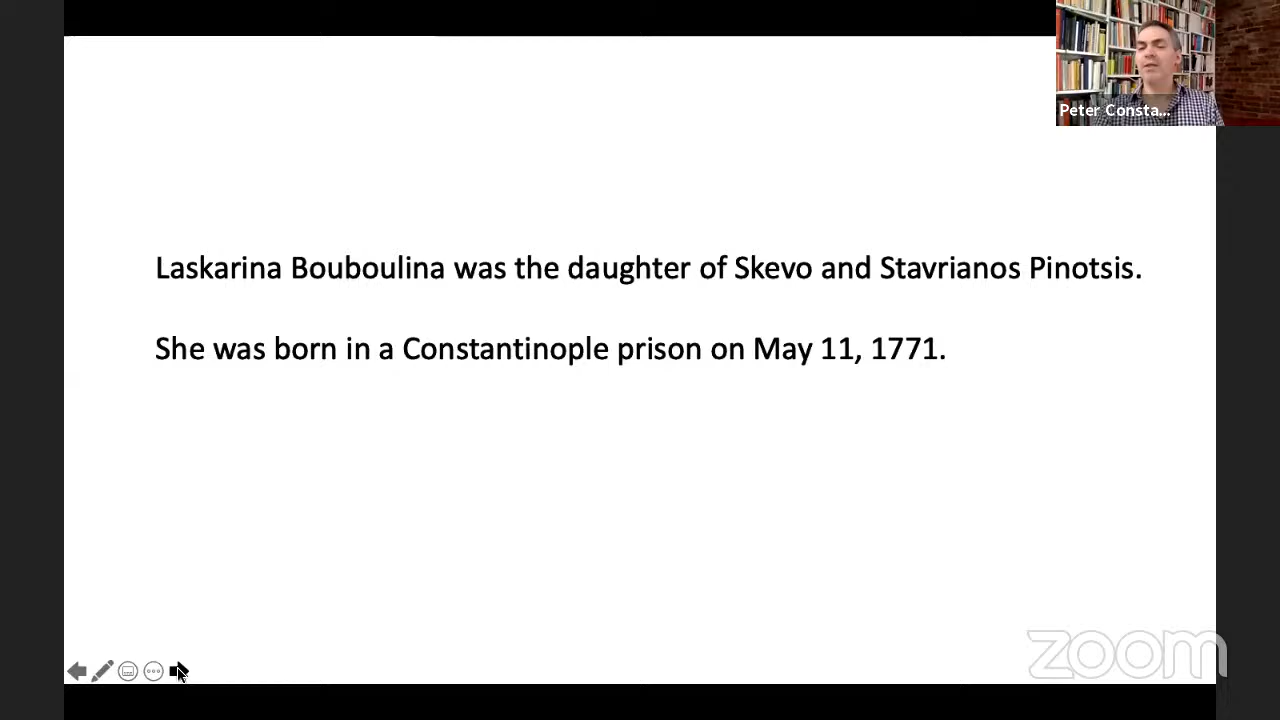 Peter Consta...
Laskarina Bouboulina was the daughter of Skevo and Stavrianos Pinotsis.
She was born in a Constantinople prison on May 11, 1771.
zoom